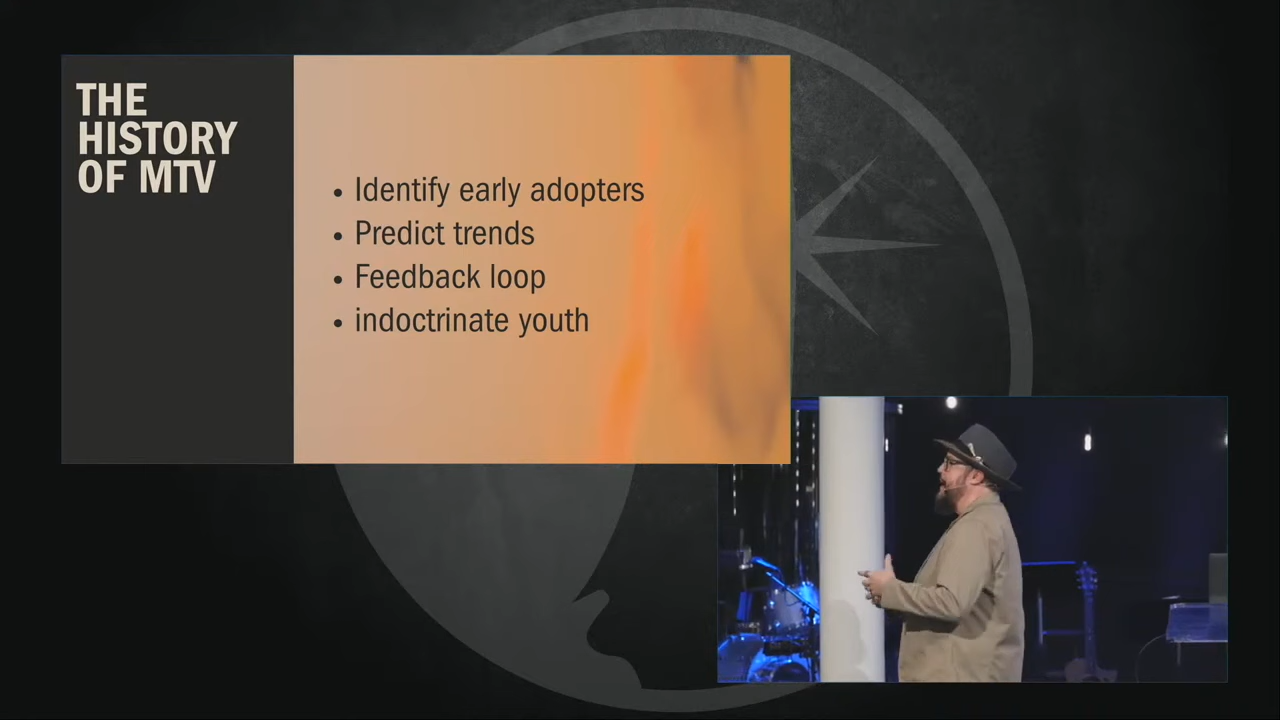 THE
HISTORY
OF MTV
• Identify early adopters
• Predict trends
• Feedback loop
• indoctrinate youth